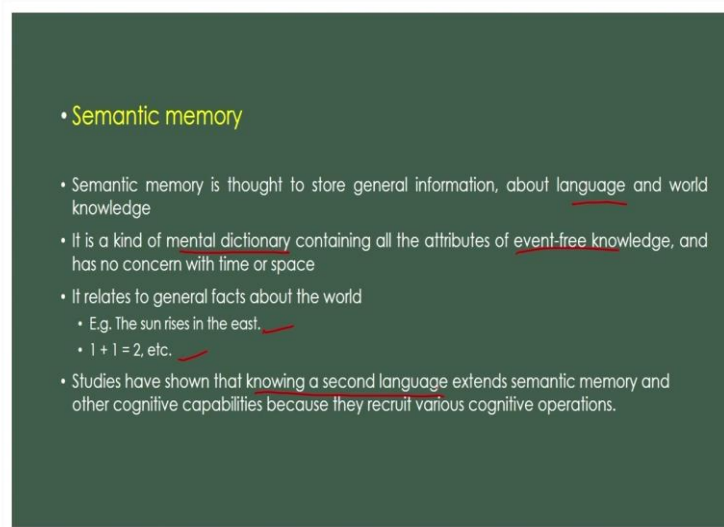 • Semantic memory
• Semantic memory is thought to store general information, about language and world
knowledge
• It is a kind of mental dictionary containing all the attributes of event-free knowledge, and
has no concern with time or space
• It relates to general facts about the world
• E.g. The sun rises in the east.
• 1 + 1 = 2, etc.
• Studies have shown that knowing a second language extends semantic memory and
other cognitive capabilities because they recruit various cognitive operations.